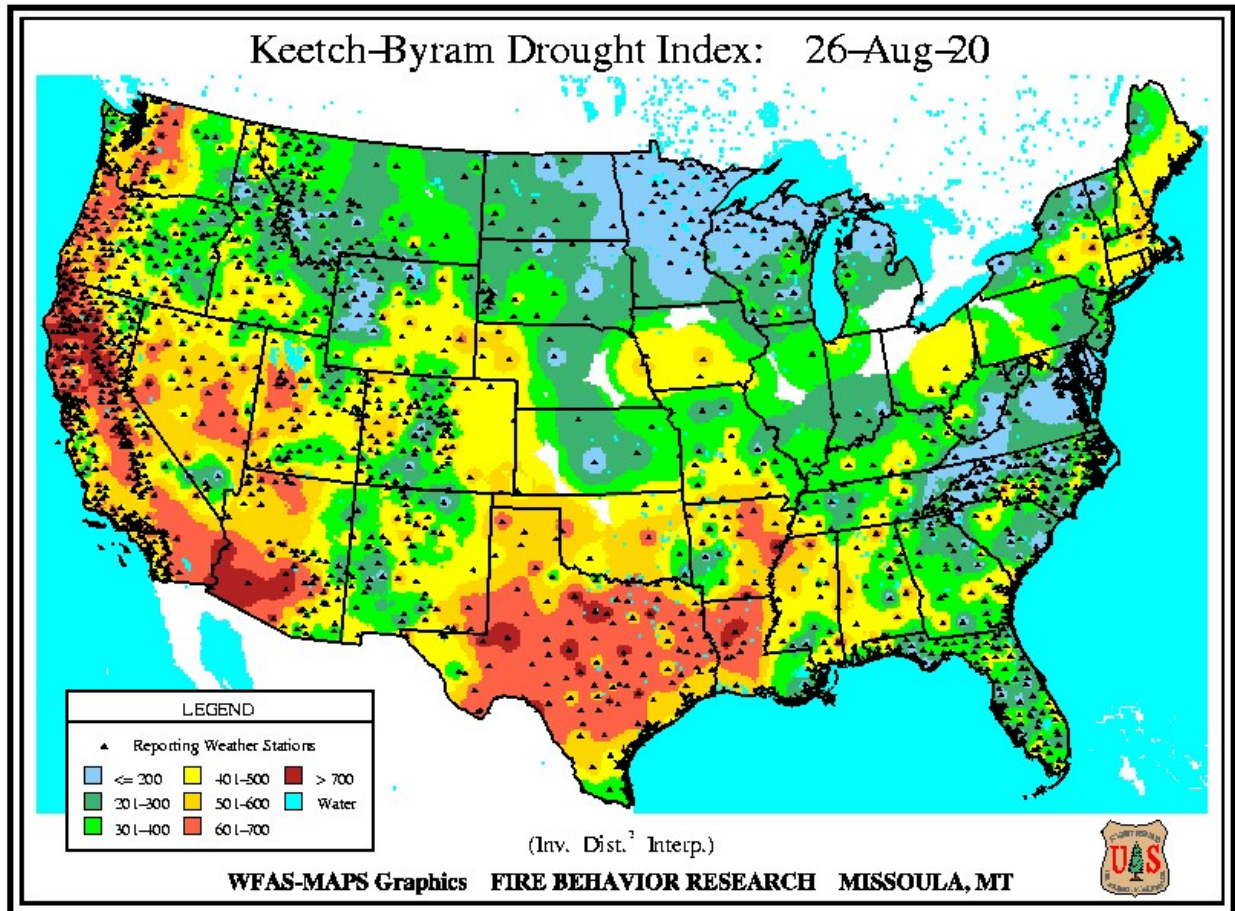 Keetch-Byram Drought Index: 26-Aug-20
LEGEND
Reporting Weather Stations
<= 200
401-500
> 700
201-300
501-600
Water
301-400
601-700
(Inv. Dist.² Interp.)
WFAS-MAPS Graphics FIRE BEHAVIOR RESEARCH MISSOULA, MT
U S